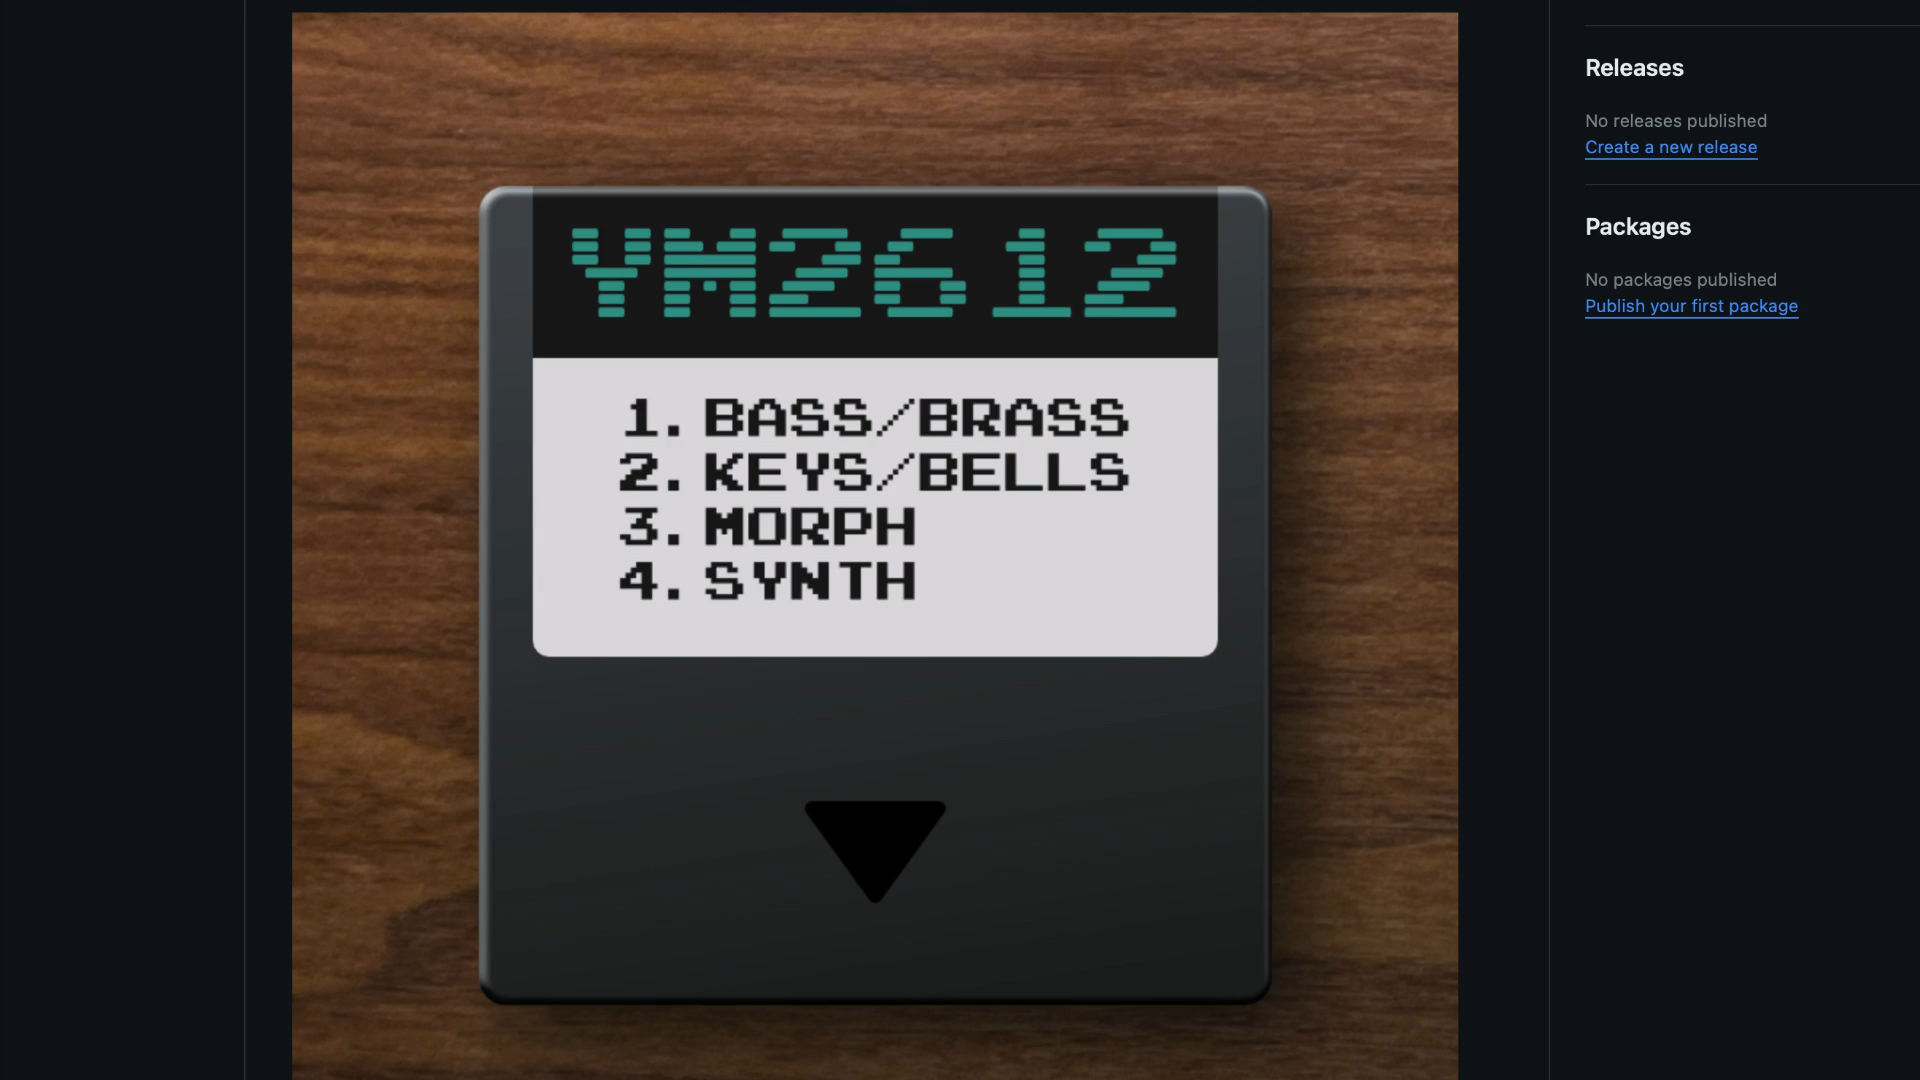 YM2612
1. BASS/BRASS
2. KEYS/BELLS
3. MORPH
4. SYNTH
Releases
No releases published
Create a new release
Packages
No packages published
Publish your first package